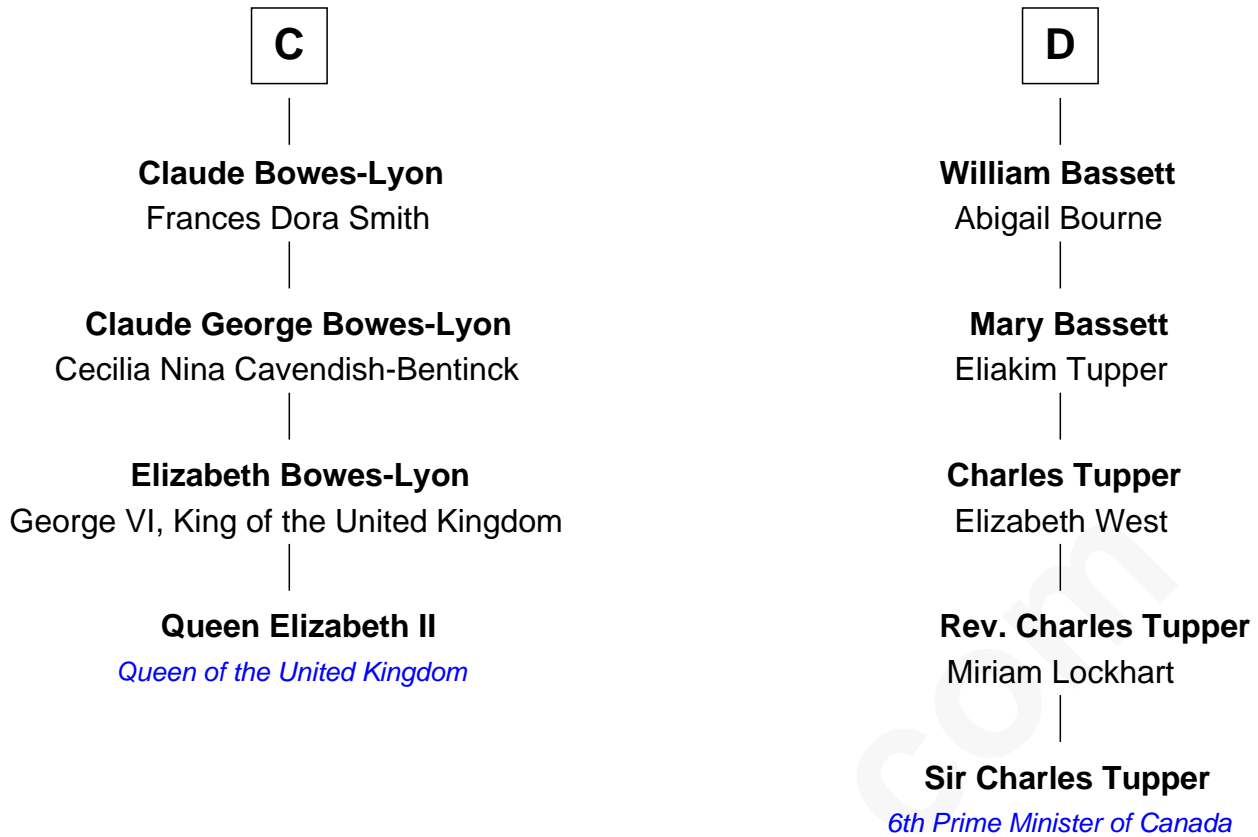 C
Claude Bowes-Lyon
Frances Dora Smith
Claude George Bowes-Lyon
Cecilia Nina Cavendish-Bentinck
Elizabeth Bowes-Lyon
George VI, King of the United Kingdom
Queen Elizabeth II
Queen of the United Kingdom
D
William Bassett
Abigail Bourne
Mary Bassett
Eliakim Tupper
Charles Tupper
Elizabeth West
Rev. Charles Tupper
Miriam Lockhart
Sir Charles Tupper
6th Prime Minister of Canada
com